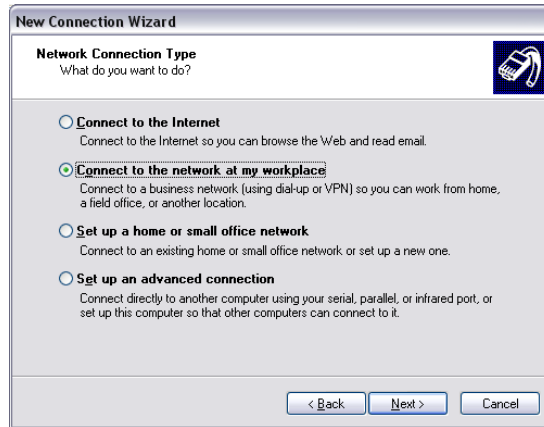 New Connection Wizard
Network Connection Type
What do you want to do?
Connect to the Internet
Connect to the Internet so you can browse the Web and read email.
Connect to the network at my workplace
Connect to a business network (using dial-up or VPN) so you can work from home,
a field office, or another location.
Set up a home or small office network
Connect to an existing home or small office network or set up a new one.
Set up an advanced connection
Connect directly to another computer using your serial, parallel, or infrared port, or
set up this computer so that other computers can connect to it.
< Back Next > Cancel